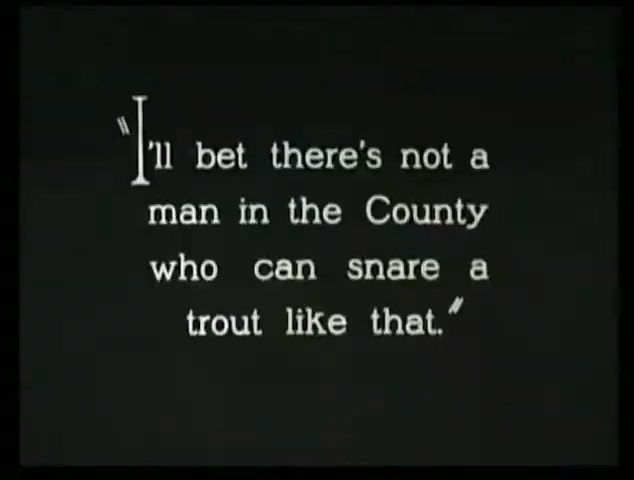 "I'll bet there's not a
man in the County
who can snare a
trout like that."